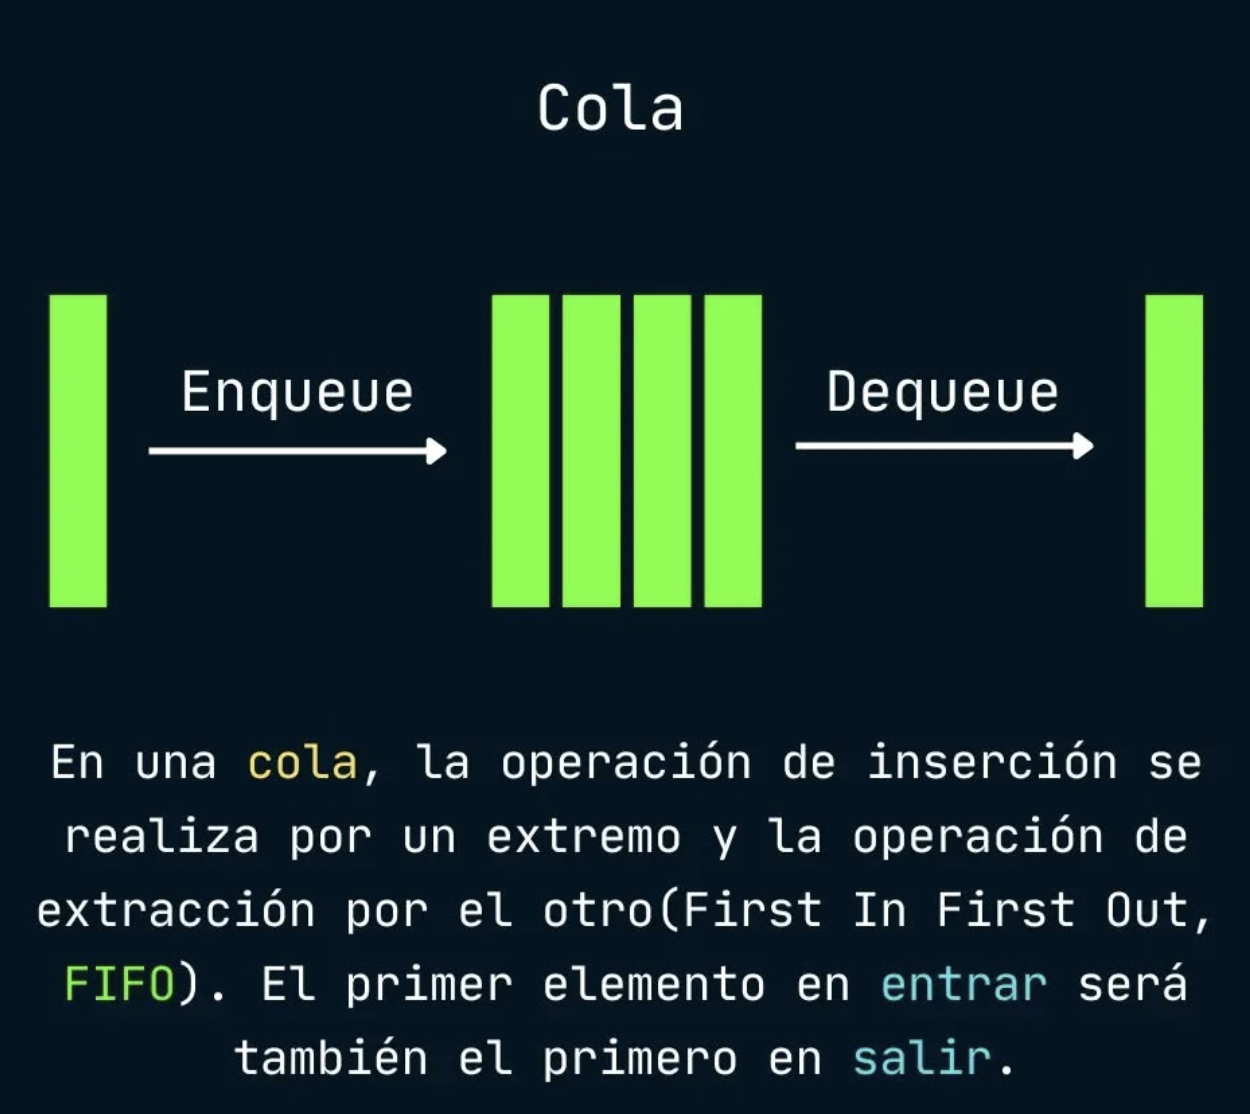 Cola
Enqueue
Dequeue
En una cola, la operación de inserción se
realiza por un extremo y la operación de
extracción por el otro(First In First Out,
FIFO). El primer elemento en entrar será
también el primero en salir.